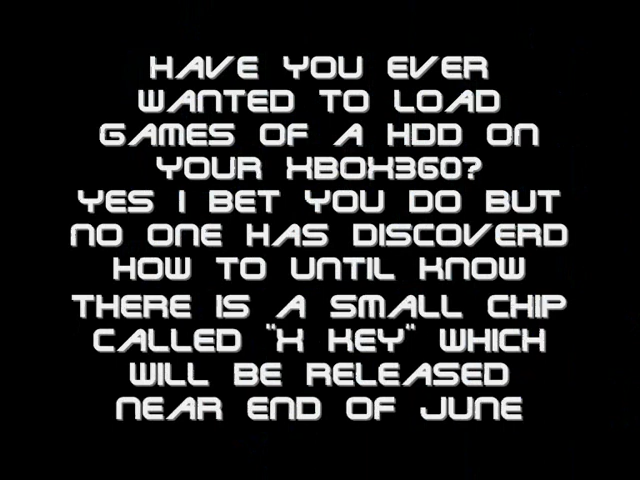 HAVE YOU EVER
WANTED TO LOAD
GAMES OF A HDD ON
YOUR XBOX360?
YES I BET YOU DO BUT
NO ONE HAS DISCOVERD
HOW TO UNTIL KNOW
THERE IS A SMALL CHIP
CALLED "X KEY" WHICH
WILL BE RELEASED
NEAR END OF JUNE